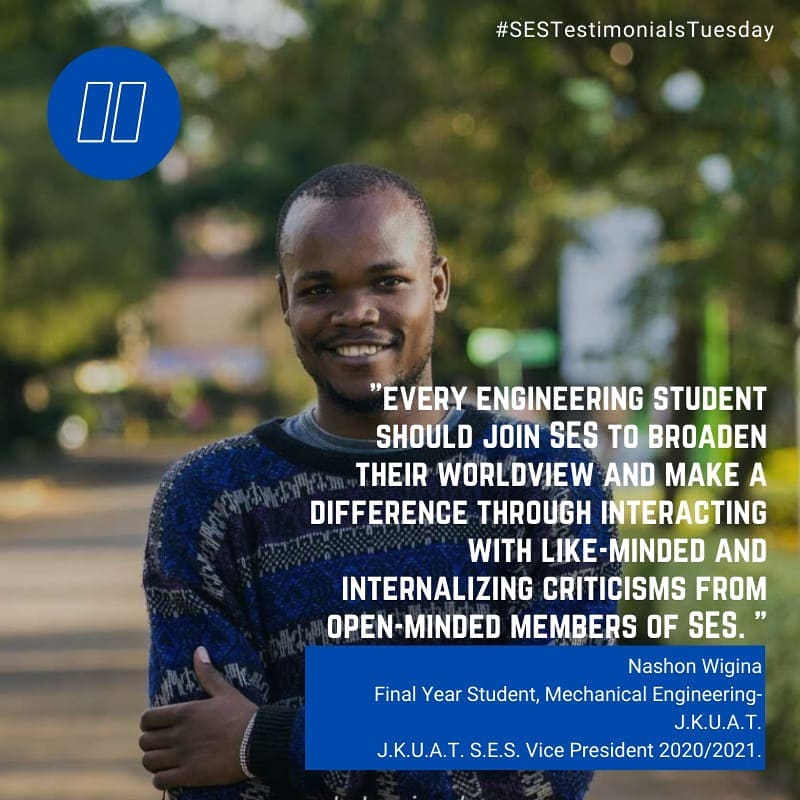 #SESTestimonialsTuesday
"EVERY ENGINEERING STUDENT
SHOULD JOIN SES TO BROADEN
THEIR WORLDVIEW AND MAKE A
DIFFERENCE THROUGH INTERACTING
WITH LIKE-MINDED AND
INTERNALIZING CRITICISMS FROM
OPEN-MINDED MEMBERS OF SES. "
Nashon Wigina
Final Year Student, Mechanical Engineering-
J.K.U.A.T.
J.K.U.A.T. S.E.S. Vice President 2020/2021.